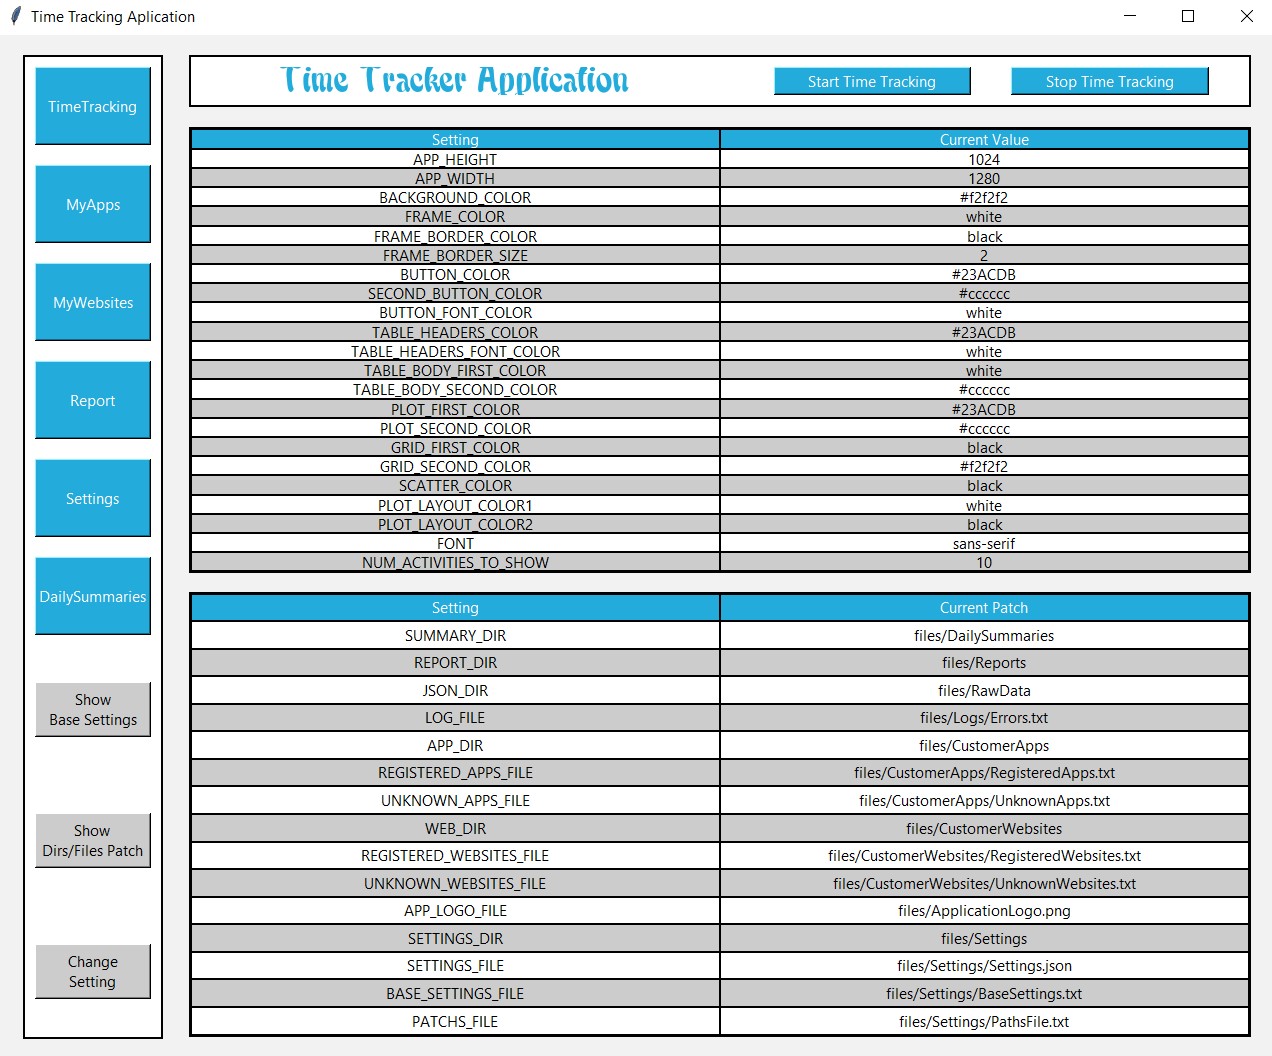 Time Tracking Aplication
TimeTracking
MyApps
MyWebsites
Report
Settings
DailySummaries
Show
Base Settings
Show
Dirs/Files Patch
Change
Setting
Time Tracker Application
Start Time Tracking
Stop Time Tracking
Setting Current Value
APP_HEIGHT 1024
APP_WIDTH 1280
BACKGROUND_COLOR #f2f2f2
FRAME_COLOR white
FRAME_BORDER_COLOR black
FRAME_BORDER_SIZE 2
BUTTON_COLOR #23ACDB
SECOND_BUTTON_COLOR #cccccc
BUTTON_FONT_COLOR white
TABLE_HEADERS_COLOR #23ACDB
TABLE_HEADERS_FONT_COLOR white
TABLE_BODY_FIRST_COLOR white
TABLE_BODY_SECOND_COLOR #cccccc
PLOT_FIRST_COLOR #23ACDB
PLOT_SECOND_COLOR #cccccc
GRID_FIRST_COLOR black
GRID_SECOND_COLOR #f2f2f2
SCATTER_COLOR black
PLOT_LAYOUT_COLOR1 white
PLOT_LAYOUT_COLOR2 black
FONT sans-serif
NUM_ACTIVITIES_TO_SHOW 10
Setting Current Patch
SUMMARY_DIR files/DailySummaries
REPORT_DIR files/Reports
JSON_DIR files/RawData
LOG_FILE files/Logs/Errors.txt
APP_DIR files/CustomerApps
REGISTERED_APPS_FILE files/CustomerApps/RegisteredApps.txt
UNKNOWN_APPS_FILE files/CustomerApps/UnknownApps.txt
WEB_DIR files/CustomerWebsites
REGISTERED_WEBSITES_FILE files/CustomerWebsites/RegisteredWebsites.txt
UNKNOWN_WEBSITES_FILE files/CustomerWebsites/UnknownWebsites.txt
APP_LOGO_FILE files/ApplicationLogo.png
SETTINGS_DIR files/Settings
SETTINGS_FILE files/Settings/Settings.json
BASE_SETTINGS_FILE files/Settings/BaseSettings.txt
PATCHS_FILE files/Settings/PathsFile.txt